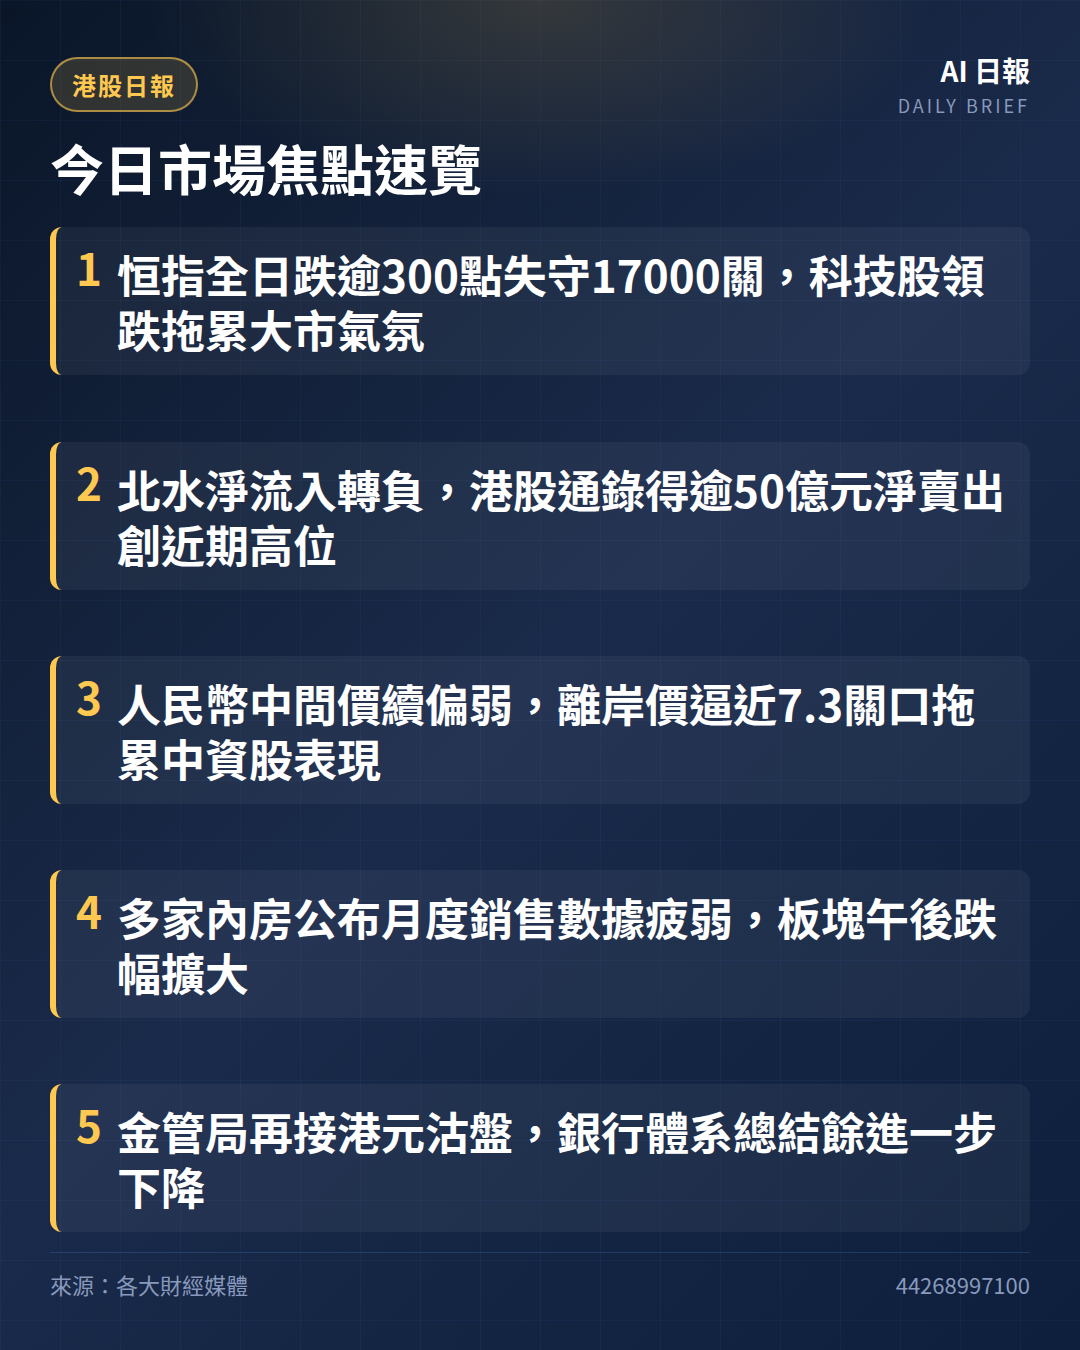 港股日報
AI 日報
DAILY BRIEF
今日市場焦點速覽
1 恒指全日跌逾300點失守17000關，科技股領
跌拖累大市氣氛
2 北水淨流入轉負，港股通錄得逾50億元淨賣出
創近期高位
3 人民幣中間價續偏弱，離岸價逼近7.3關口拖
累中資股表現
4 多家內房公布月度銷售數據疲弱，板塊午後跌
幅擴大
5 金管局再接港元沽盤，銀行體系總結餘進一步
下降
來源：各大財經媒體
44268997100